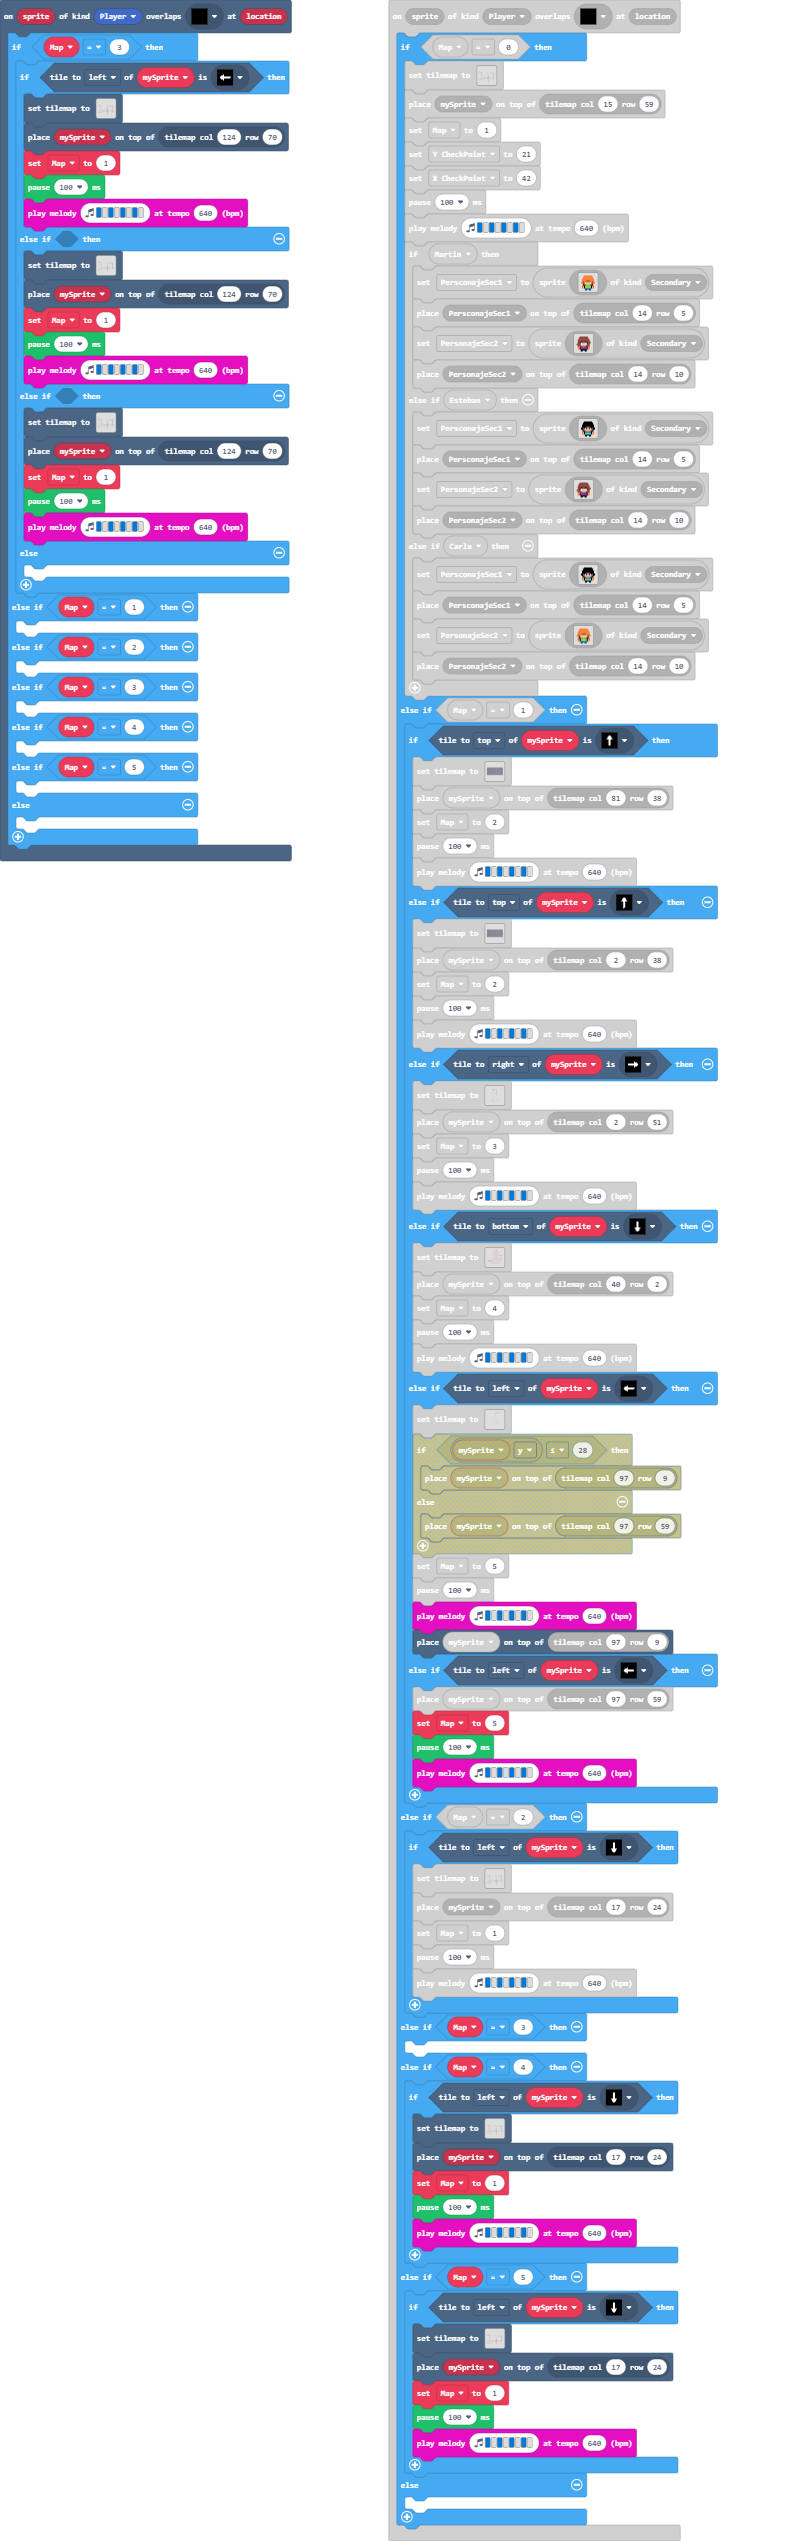 on sprite of kind Player overlaps at location
if Map = 3 then
if tile to left of mySprite is then
set tilemap to
place mySprite on top of tilemap col 124 row 70
set Map to 1
pause 100 ms
play melody at tempo 640 (bpm)
else if then
set tilemap to
place mySprite on top of tilemap col 124 row 70
set Map to 1
pause 100 ms
play melody at tempo 640 (bpm)
else if then
set tilemap to
place mySprite on top of tilemap col 124 row 70
set Map to 1
pause 100 ms
play melody at tempo 640 (bpm)
else
else if Map = 1 then
else if Map = 2 then
else if Map = 3 then
else if Map = 4 then
else if Map = 5 then
else
on sprite of kind Player overlaps at location
if Map = 0 then
set tilemap to
place mySprite on top of tilemap col 15 row 59
set Map to 1
set Y CheckPoint to 21
set X CheckPoint to 42
pause 100 ms
play melody at tempo 640 (bpm)
if Martin then
set PersconajeSec1 to sprite of kind Secondary
place PersconajeSec1 on top of tilemap col 14 row 5
set PersonajeSec2 to sprite of kind Secondary
place PersonajeSec2 on top of tilemap col 14 row 10
else if Esteban then
set PersconajeSec1 to sprite of kind Secondary
place PersconajeSec1 on top of tilemap col 14 row 5
set PersonajeSec2 to sprite of kind Secondary
place PersonajeSec2 on top of tilemap col 14 row 10
else if Carla then
set PersconajeSec1 to sprite of kind Secondary
place PersconajeSec1 on top of tilemap col 14 row 5
set PersonajeSec2 to sprite of kind Secondary
place PersonajeSec2 on top of tilemap col 14 row 10
else if Map = 1 then
if tile to top of mySprite is then
set tilemap to
place mySprite on top of tilemap col 81 row 38
set Map to 2
pause 100 ms
play melody at tempo 640 (bpm)
else if tile to top of mySprite is then
set tilemap to
place mySprite on top of tilemap col 2 row 38
set Map to 2
pause 100 ms
play melody at tempo 640 (bpm)
else if tile to right of mySprite is then
set tilemap to
place mySprite on top of tilemap col 2 row 51
set Map to 3
pause 100 ms
play melody at tempo 640 (bpm)
else if tile to bottom of mySprite is then
set tilemap to
place mySprite on top of tilemap col 40 row 2
set Map to 4
pause 100 ms
play melody at tempo 640 (bpm)
else if tile to left of mySprite is then
set tilemap to
if mySprite y ≤ 28 then
place mySprite on top of tilemap col 97 row 9
else
place mySprite on top of tilemap col 97 row 59
set Map to 5
pause 100 ms
play melody at tempo 640 (bpm)
place mySprite on top of tilemap col 97 row 9
else if tile to left of mySprite is then
place mySprite on top of tilemap col 97 row 59
set Map to 5
pause 100 ms
play melody at tempo 640 (bpm)
else if Map = 2 then
if tile to left of mySprite is then
set tilemap to
place mySprite on top of tilemap col 17 row 24
set Map to 1
pause 100 ms
play melody at tempo 640 (bpm)
else if Map = 3 then
else if Map = 4 then
if tile to left of mySprite is then
set tilemap to
place mySprite on top of tilemap col 17 row 24
set Map to 1
pause 100 ms
play melody at tempo 640 (bpm)
else if Map = 5 then
if tile to left of mySprite is then
set tilemap to
place mySprite on top of tilemap col 17 row 24
set Map to 1
pause 100 ms
play melody at tempo 640 (bpm)
else